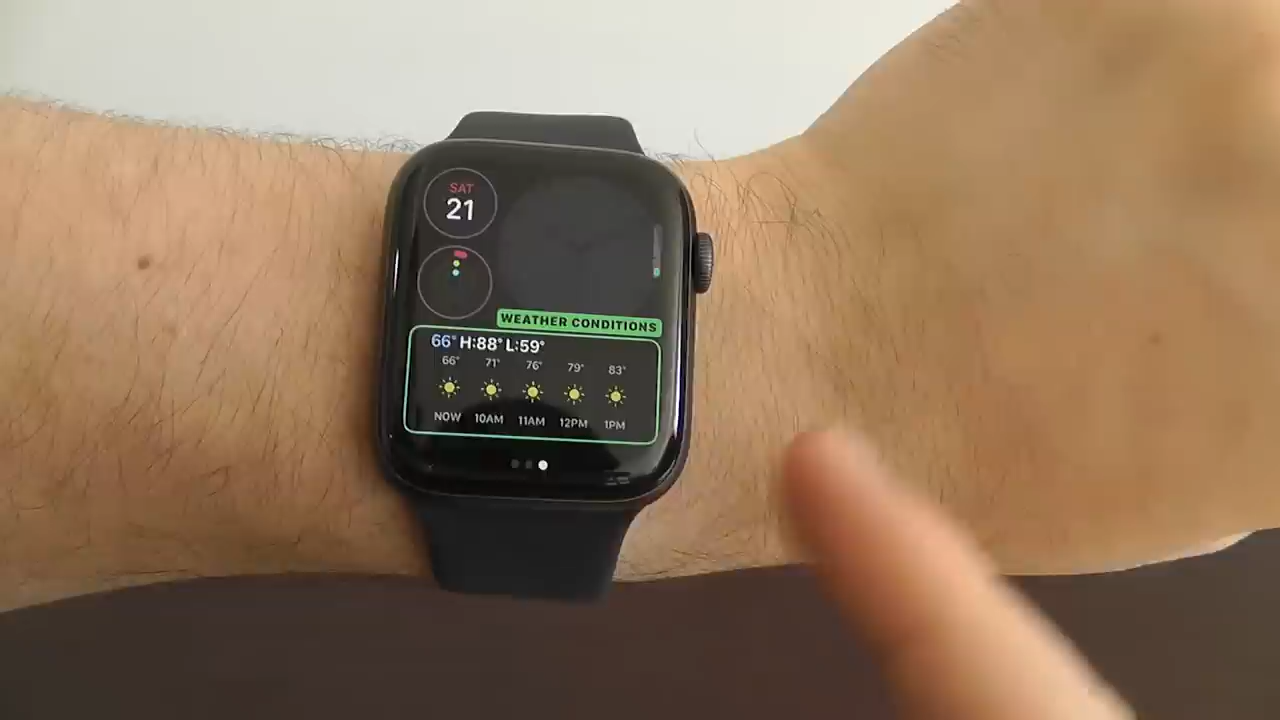 SAT
21
WEATHER CONDITIONS
66° H:88° L:59°
66° 71° 76° 79° 83°
NOW 10AM 11AM 12PM 1PM